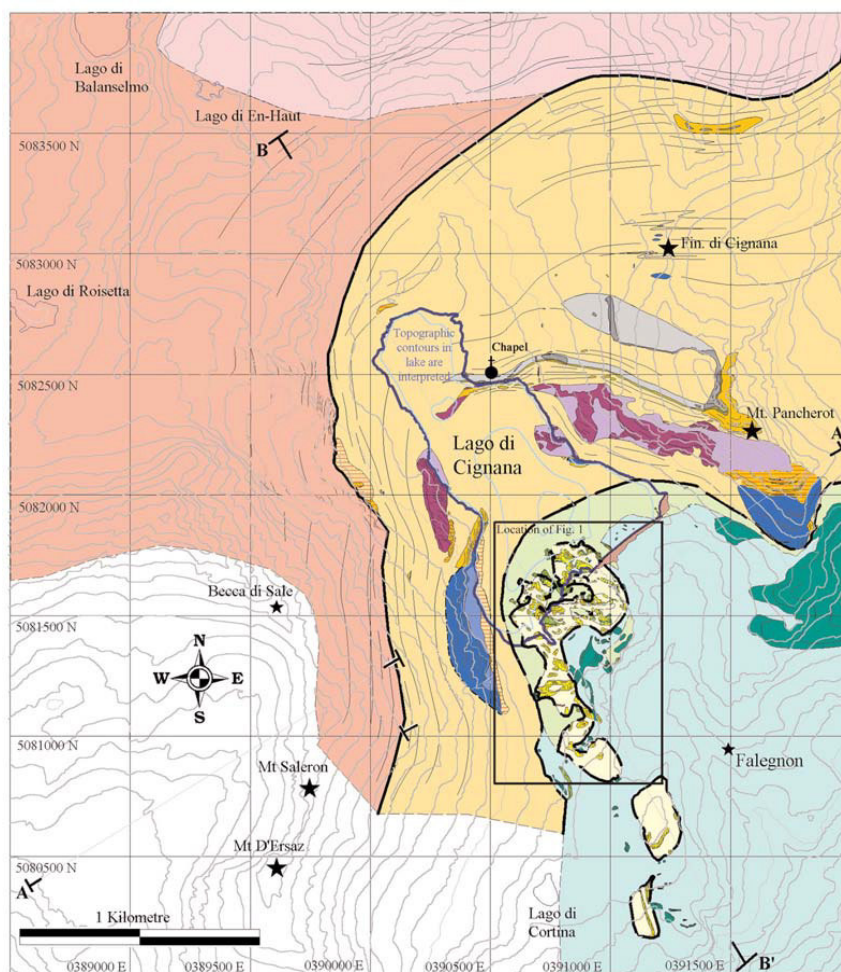 Lago di
Balanselmo
Lago di En-Haut
B
5083500 N
Fin. di Cignana
5083000 N
Lago di Roisetta
Topographic
contours in
lake are
interpreted
Chapel
5082500 N
Mt. Pancherot
Lago di
Cignana
A
5082000 N
Location of Fig. 1
Becca di Sale
5081500 N
N
W
E
S
5081000 N
Falegnon
Mt Saleron
Mt D'Ersaz
5080500 N
A
1 Kilometre
Lago di
Cortina
0389000 E
0389500 E
0390000 E
0390500 E
0391000 E
0391500 E
B'